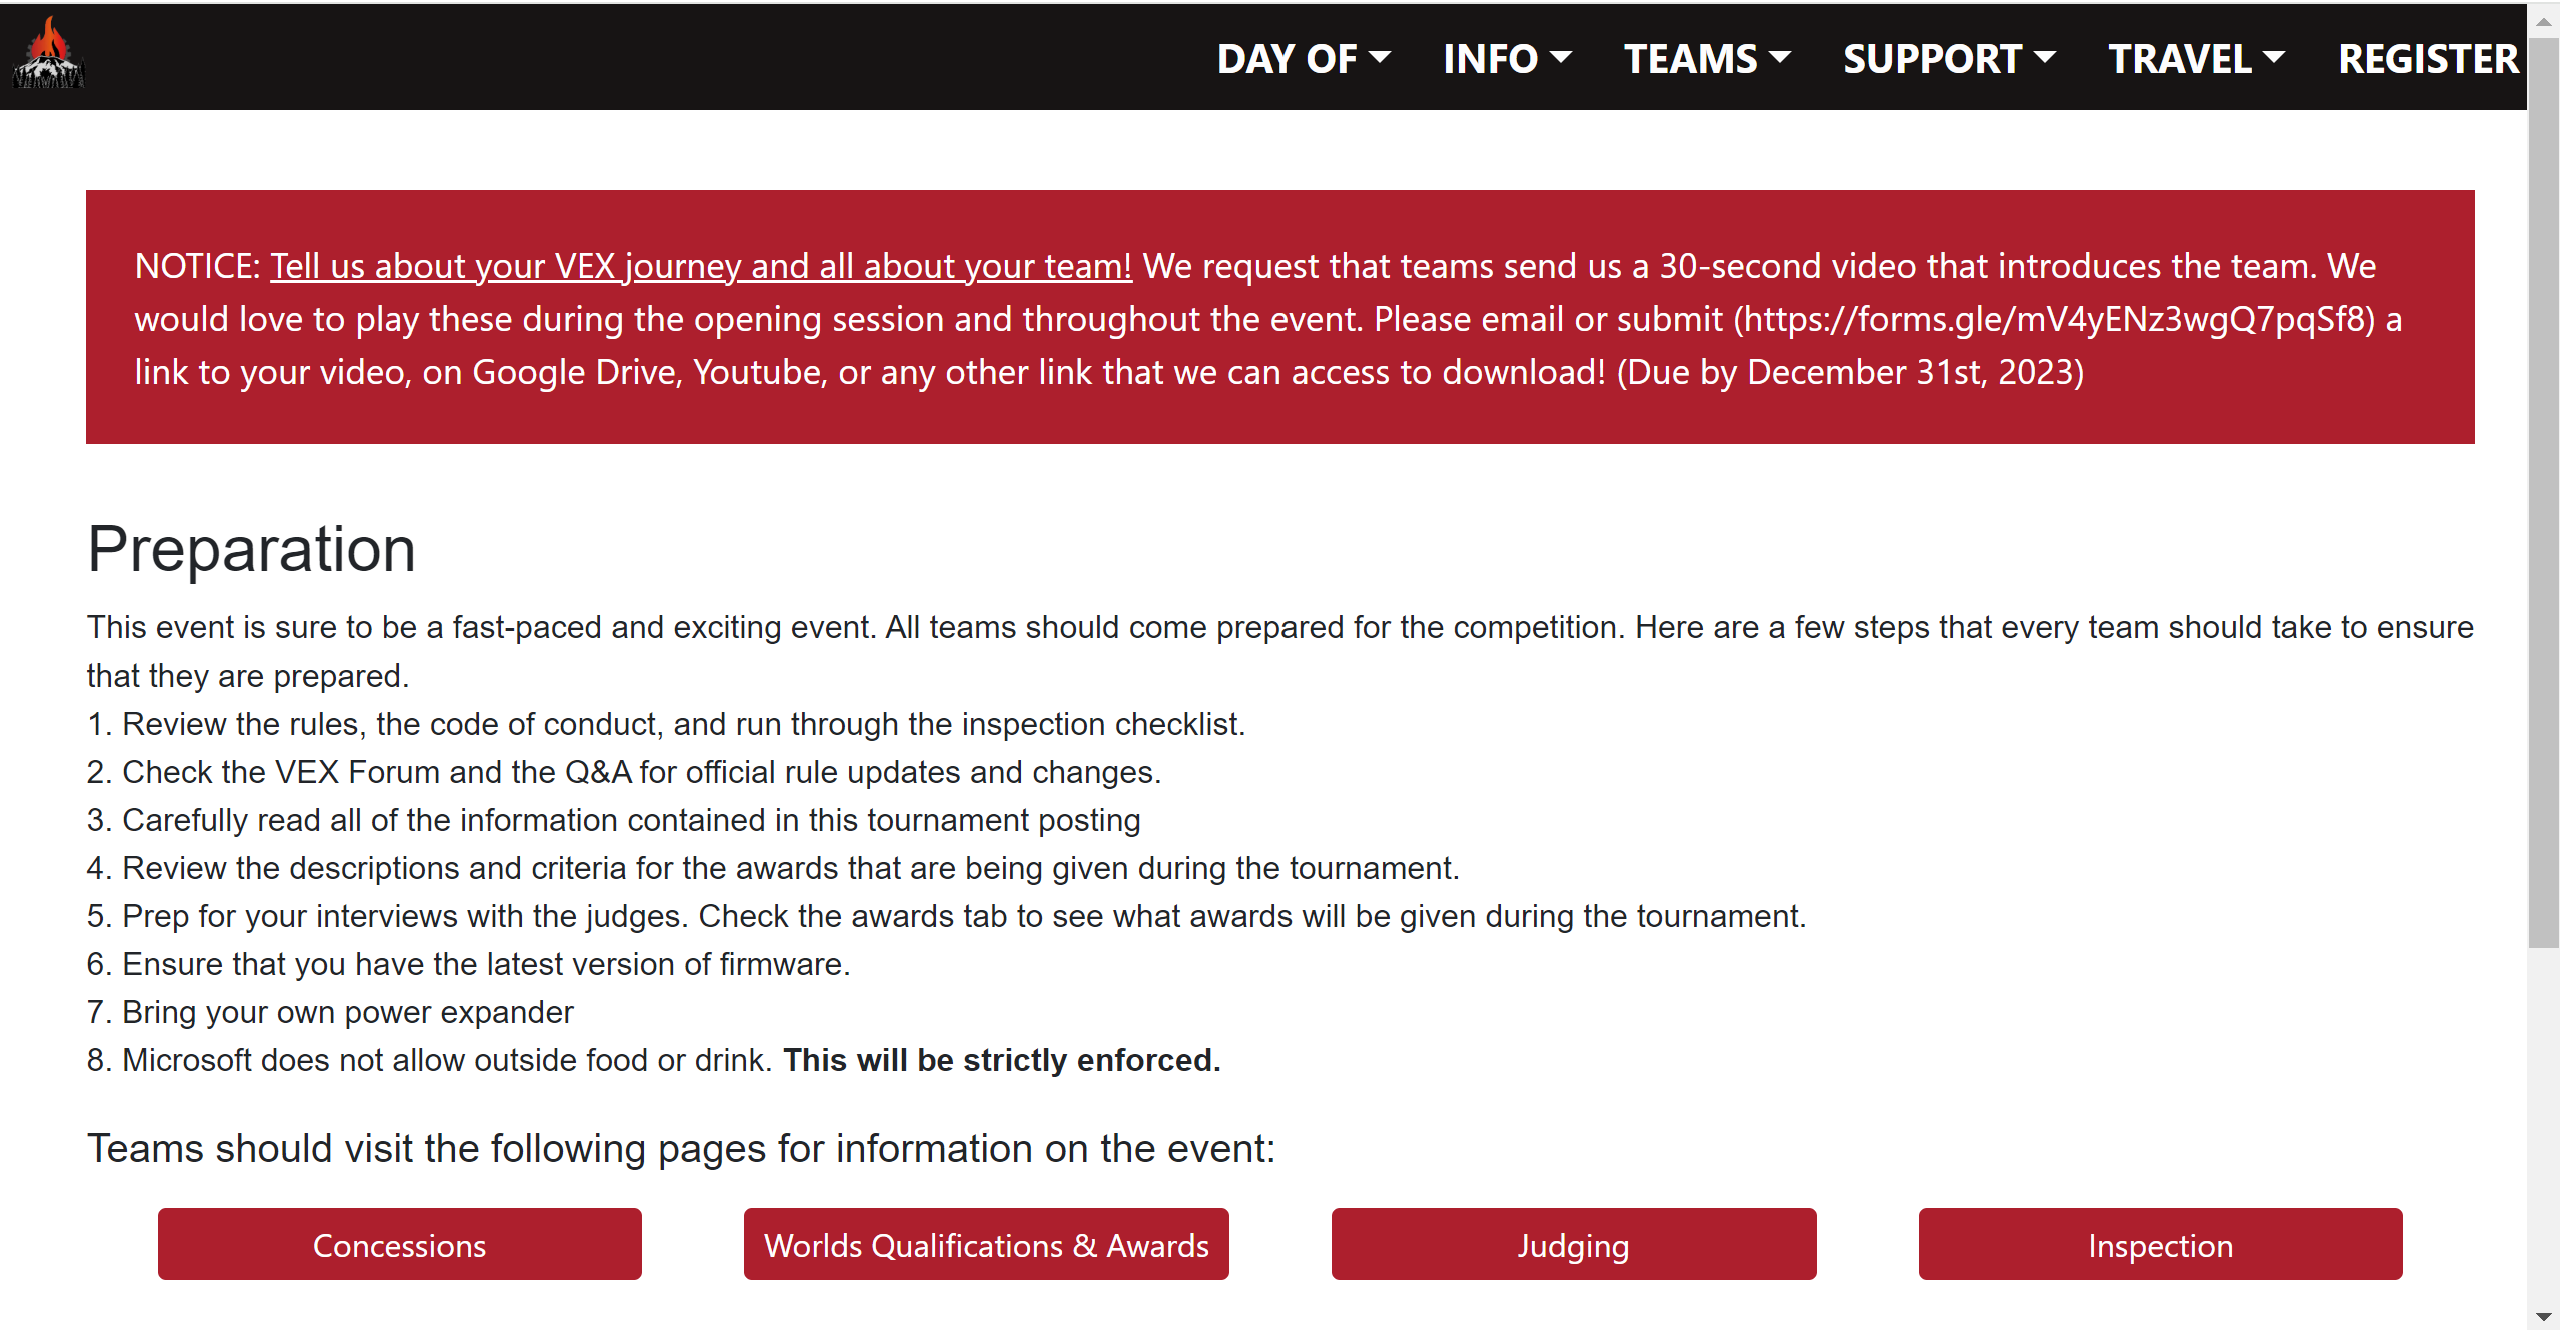 DAY OF INFO TEAMS SUPPORT TRAVEL REGISTER
NOTICE: Tell us about your VEX journey and all about your team! We request that teams send us a 30-second video that introduces the team. We
would love to play these during the opening session and throughout the event. Please email or submit (https://forms.gle/mV4yENz3wgQ7pqSf8) a
link to your video, on Google Drive, Youtube, or any other link that we can access to download! (Due by December 31st, 2023)
Preparation
This event is sure to be a fast-paced and exciting event. All teams should come prepared for the competition. Here are a few steps that every team should take to ensure
that they are prepared.
1. Review the rules, the code of conduct, and run through the inspection checklist.
2. Check the VEX Forum and the Q&A for official rule updates and changes.
3. Carefully read all of the information contained in this tournament posting
4. Review the descriptions and criteria for the awards that are being given during the tournament.
5. Prep for your interviews with the judges. Check the awards tab to see what awards will be given during the tournament.
6. Ensure that you have the latest version of firmware.
7. Bring your own power expander
8. Microsoft does not allow outside food or drink. This will be strictly enforced.
Teams should visit the following pages for information on the event:
Concessions
Worlds Qualifications & Awards
Judging
Inspection